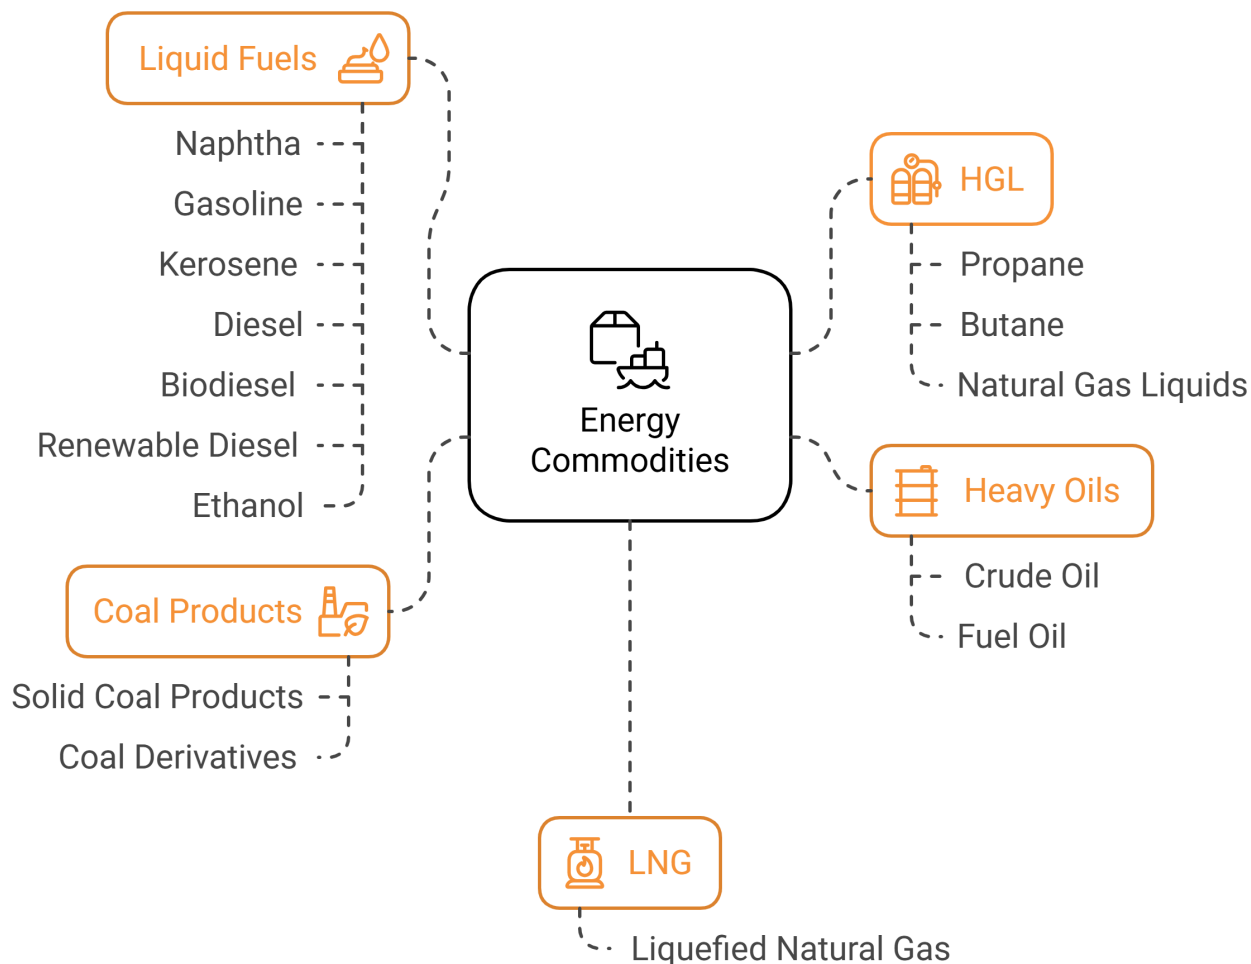 Liquid Fuels
Naphtha
Gasoline
Kerosene
Diesel
Biodiesel
Renewable Diesel
Ethanol
Coal Products
Solid Coal Products
Coal Derivatives
Energy
Commodities
HGL
Propane
Butane
Natural Gas Liquids
Heavy Oils
Crude Oil
Fuel Oil
LNG
Liquefied Natural Gas